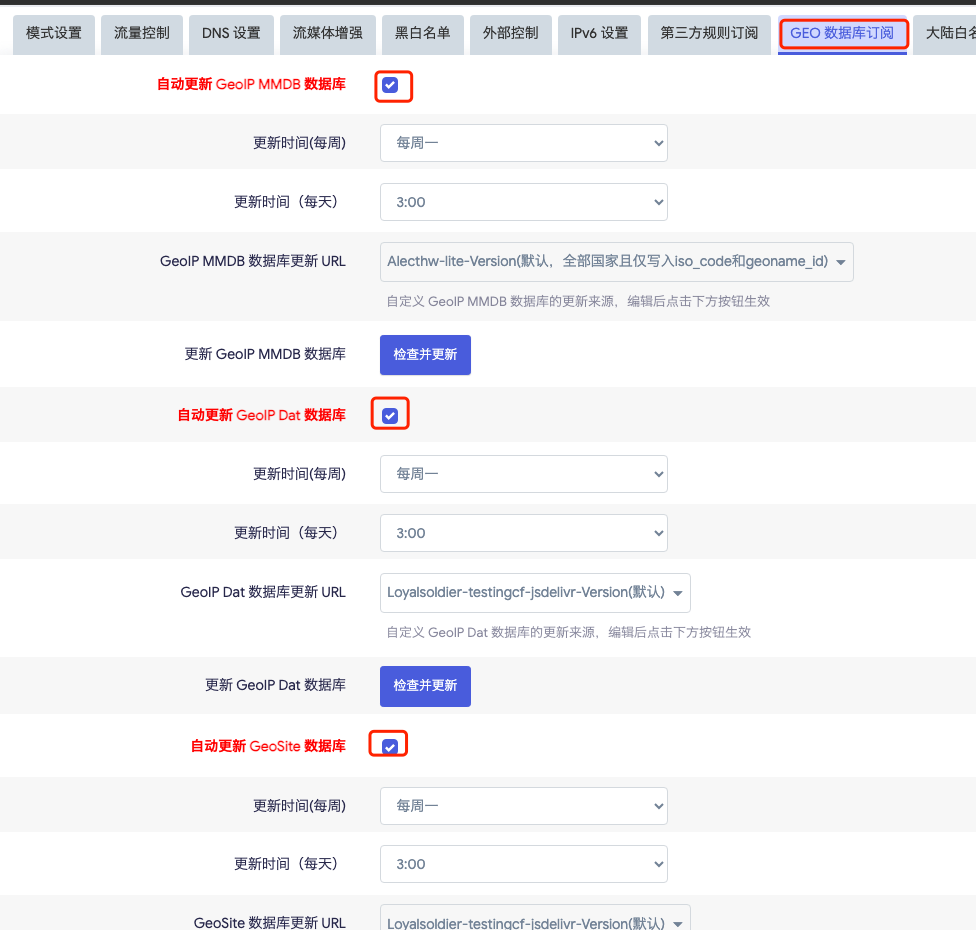 模式设置 流量控制 DNS 设置 流媒体增强 黑白名单 外部控制 IPv6 设置 第三方规则订阅 GEO 数据库订阅 大陆白名
自动更新 GeoIP MMDB 数据库
更新时间(每周) 每周一
更新时间（每天） 3:00
GeoIP MMDB 数据库更新 URL Alecthw-lite-Version(默认，全部国家且仅写入iso_code和geoname_id)
自定义 GeoIP MMDB 数据库的更新来源，编辑后点击下方按钮生效
更新 GeoIP MMDB 数据库 检查并更新
自动更新 GeoIP Dat 数据库
更新时间(每周) 每周一
更新时间（每天） 3:00
GeoIP Dat 数据库更新 URL Loyalsoldier-testingcf-jsdelivr-Version(默认)
自定义 GeoIP Dat 数据库的更新来源，编辑后点击下方按钮生效
更新 GeoIP Dat 数据库 检查并更新
自动更新 GeoSite 数据库
更新时间(每周) 每周一
更新时间（每天） 3:00
GeoSite 数据库更新 URL Loyalsoldier-testingcf-jsdelivr-Version(默认)